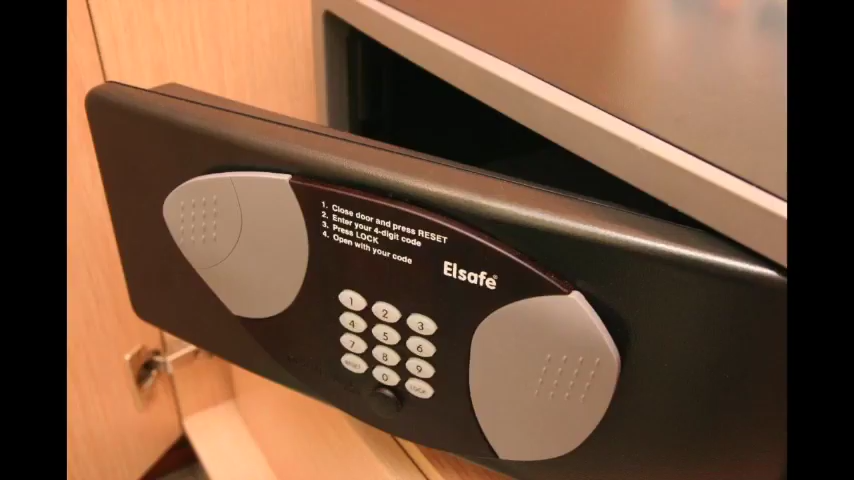 1. Close door and press RESET
2. Enter your 4-digit code
3. Press LOCK
4. Open with your code
Elsafe®
1 2 3
4 5 6
7 8 9
RESET 0 LOCK